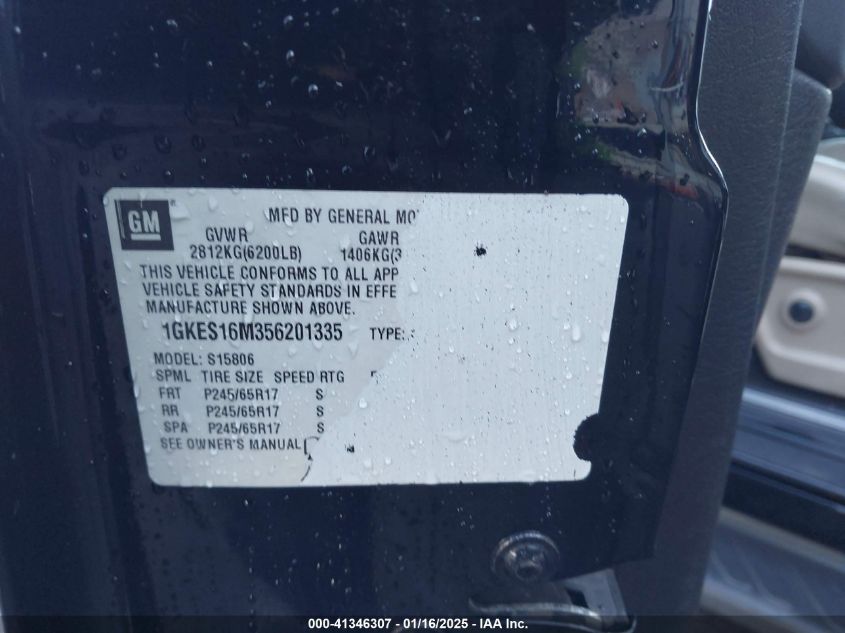 GM
MFD BY GENERAL MO
GVWR GAWR
2812KG(6200LB) 1406KG(3
THIS VEHICLE CONFORMS TO ALL APP
VEHICLE SAFETY STANDARDS IN EFFE
MANUFACTURE SHOWN ABOVE.
1GKES16M356201335 TYPE:
MODEL: S15806
SPML TIRE SIZE SPEED RTG
FRT P245/65R17 S
RR P245/65R17 S
SPA P245/65R17 S
SEE OWNER'S MANUAL
000-41346307 - 01/16/2025 - IAA Inc.